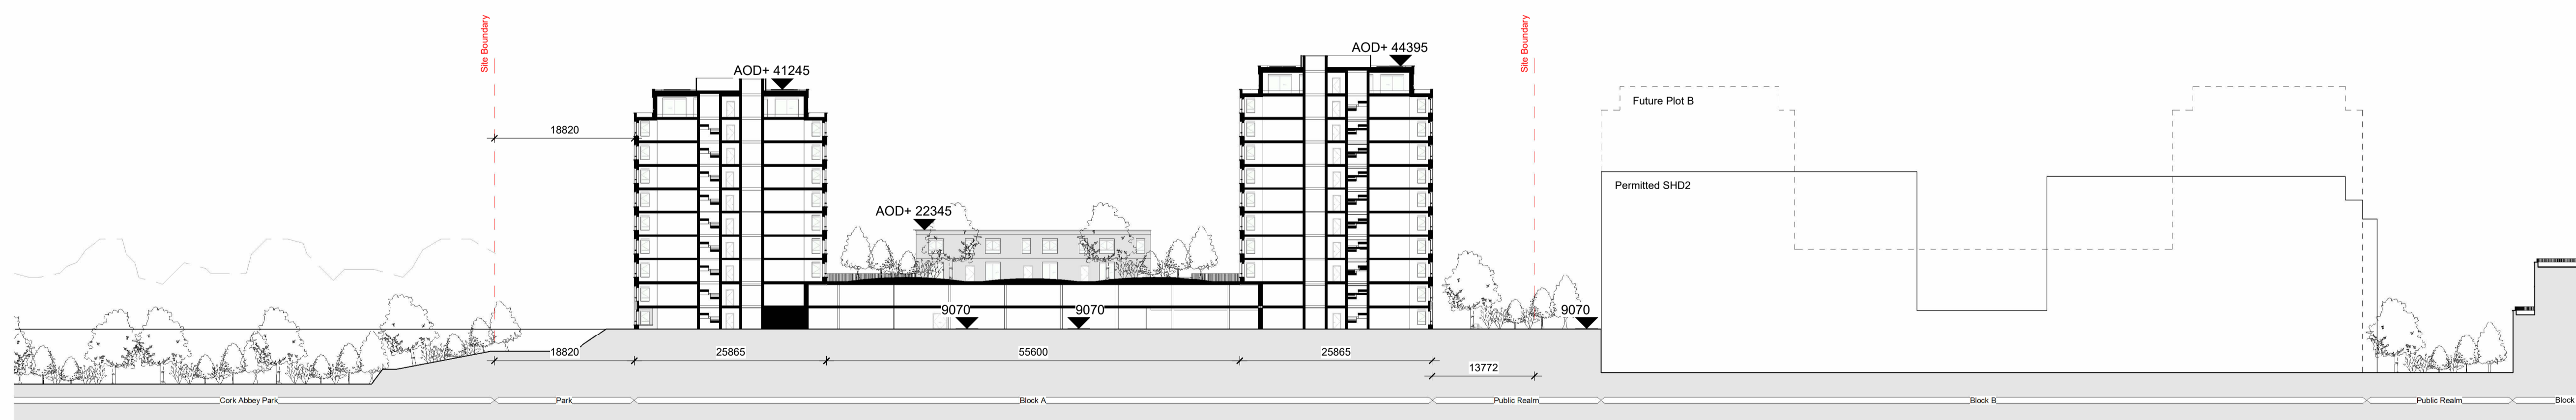 Site Boundary
Site Boundary
AOD+ 44395
AOD+ 41245
Future Plot B
18820
Permitted SHD2
AOD+ 22345
9070
9070
9070
18820
25865
55600
25865
13772
Cork Abbey Park
Park
Block A
Public Realm
Block B
Public Realm
Block